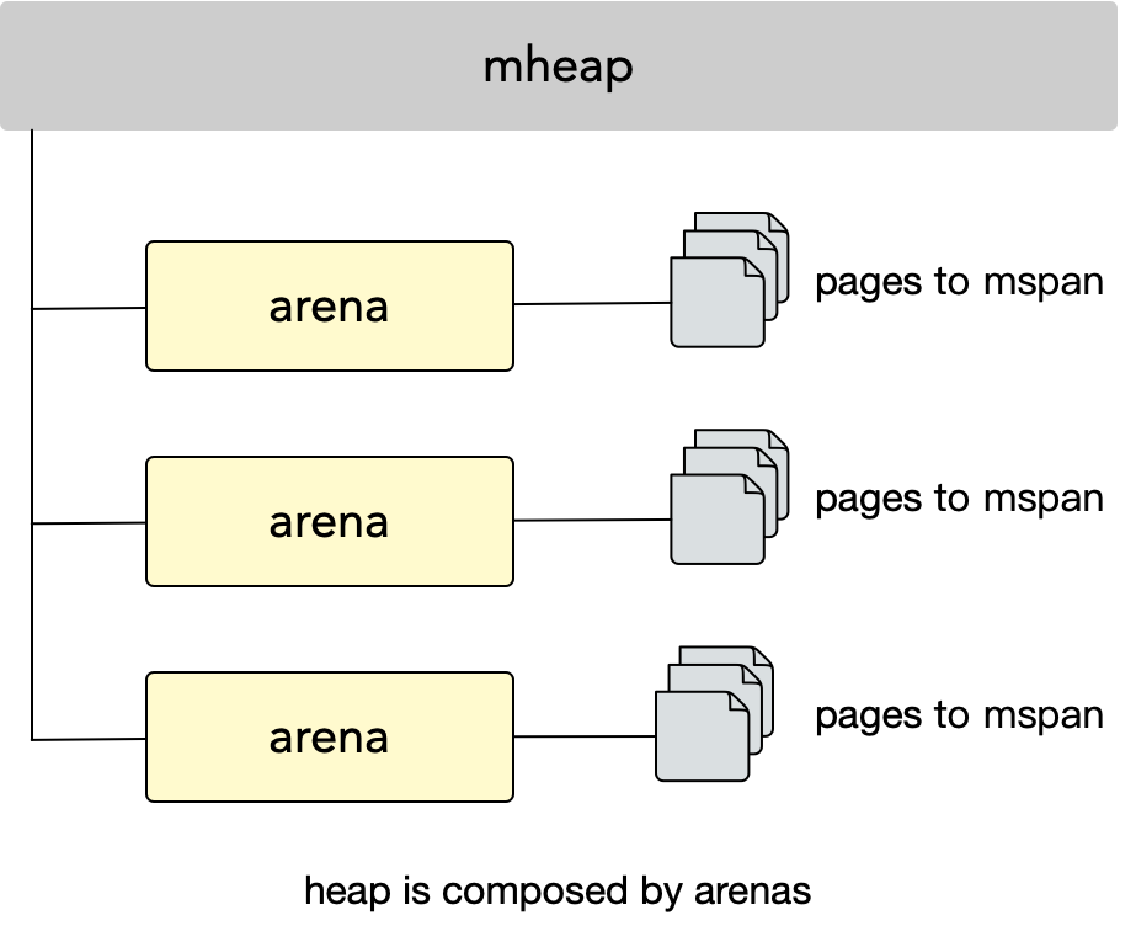 mheap
arena
pages to mspan
arena
pages to mspan
arena
pages to mspan
heap is composed by arenas